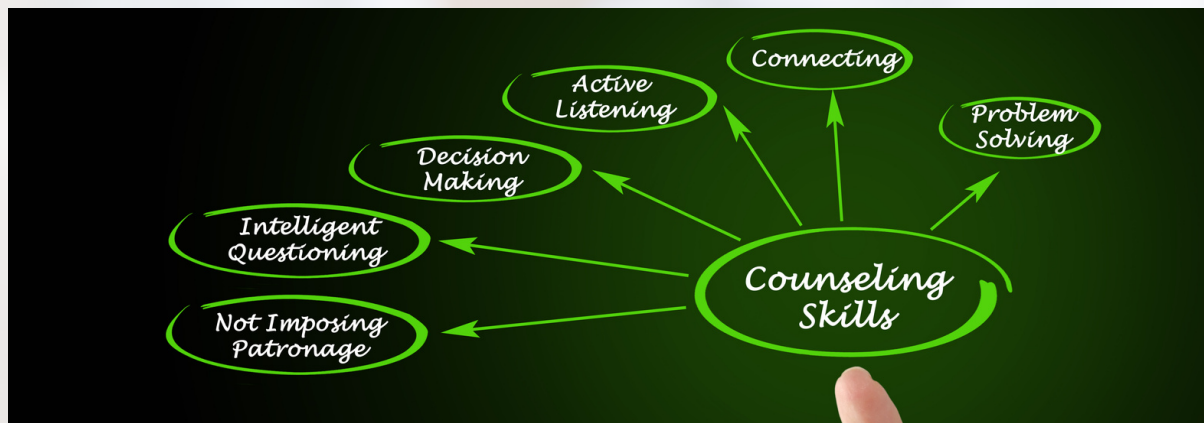 Connecting
Active
Listening
Problem
Solving
Decision
Making
Intelligent
Questioning
Counseling
Skills
Not Imposing
Patronage